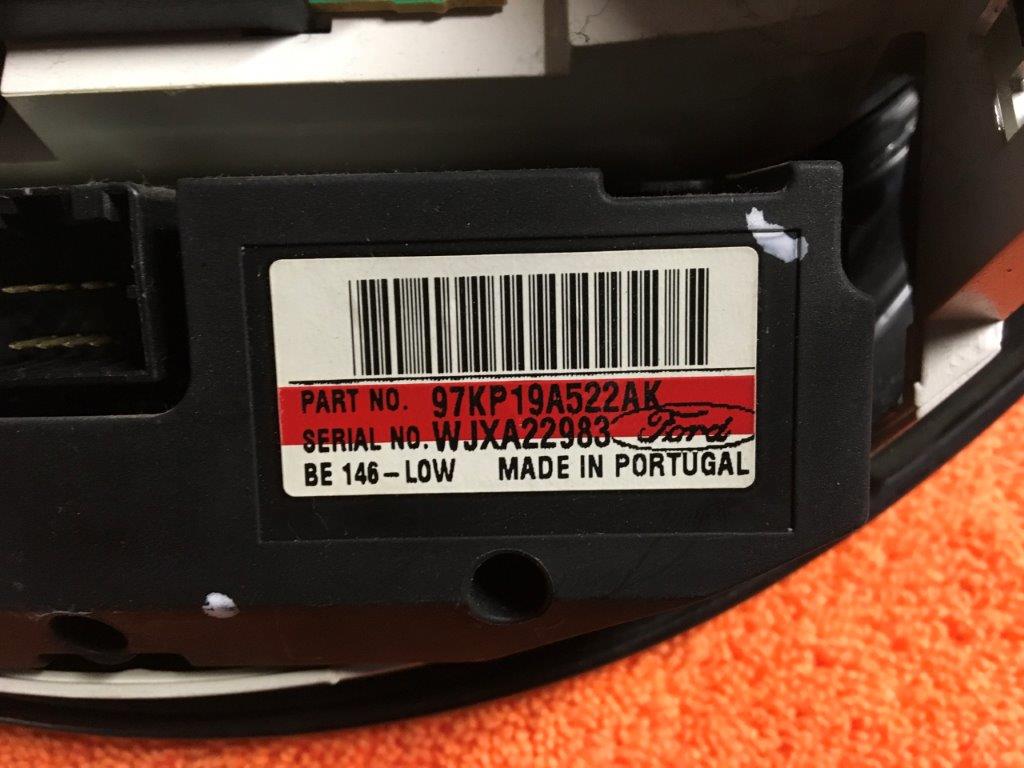 PART NO. 97KP19A522AK
SERIAL NO. WJXA22983 Ford
BE 146-LOW MADE IN PORTUGAL